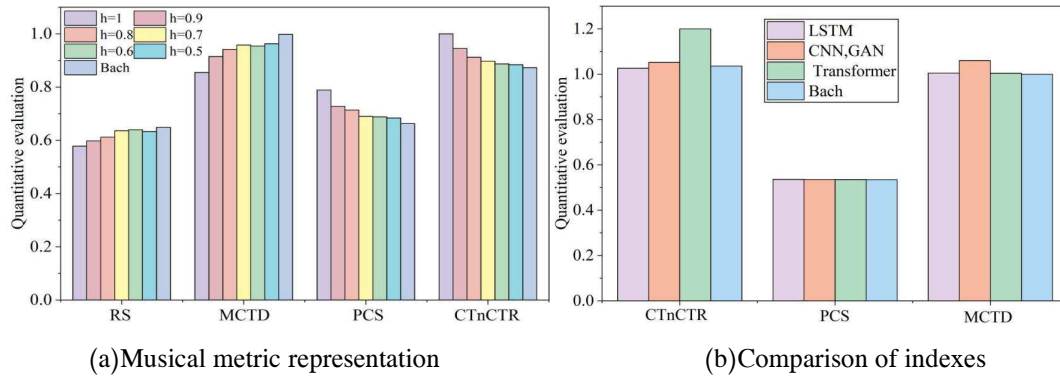 h=1 h=0.9
h=0.8 h=0.7
h=0.6 h=0.5
Bach
Quantitative evaluation
1.0
0.8
0.6
0.4
0.2
0.0
RS MCTD PCS CTnCTR
(a)Musical metric representation
LSTM
CNN,GAN
Transformer
Bach
Quantitative evaluation
1.2
1.0
0.8
0.6
0.4
0.2
0.0
CTnCTR PCS MCTD
(b)Comparison of indexes